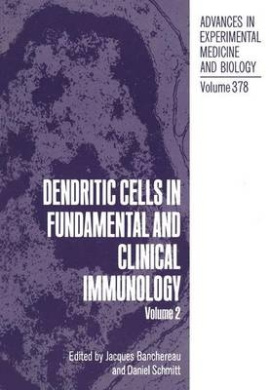 ADVANCES IN
EXPERIMENTAL
MEDICINE
AND BIOLOGY
Volume 378
DENDRITIC CELLS IN
FUNDAMENTAL AND
CLINICAL
IMMUNOLOGY
Volume 2
Edited by Jacques Banchereau
and Daniel Schmitt